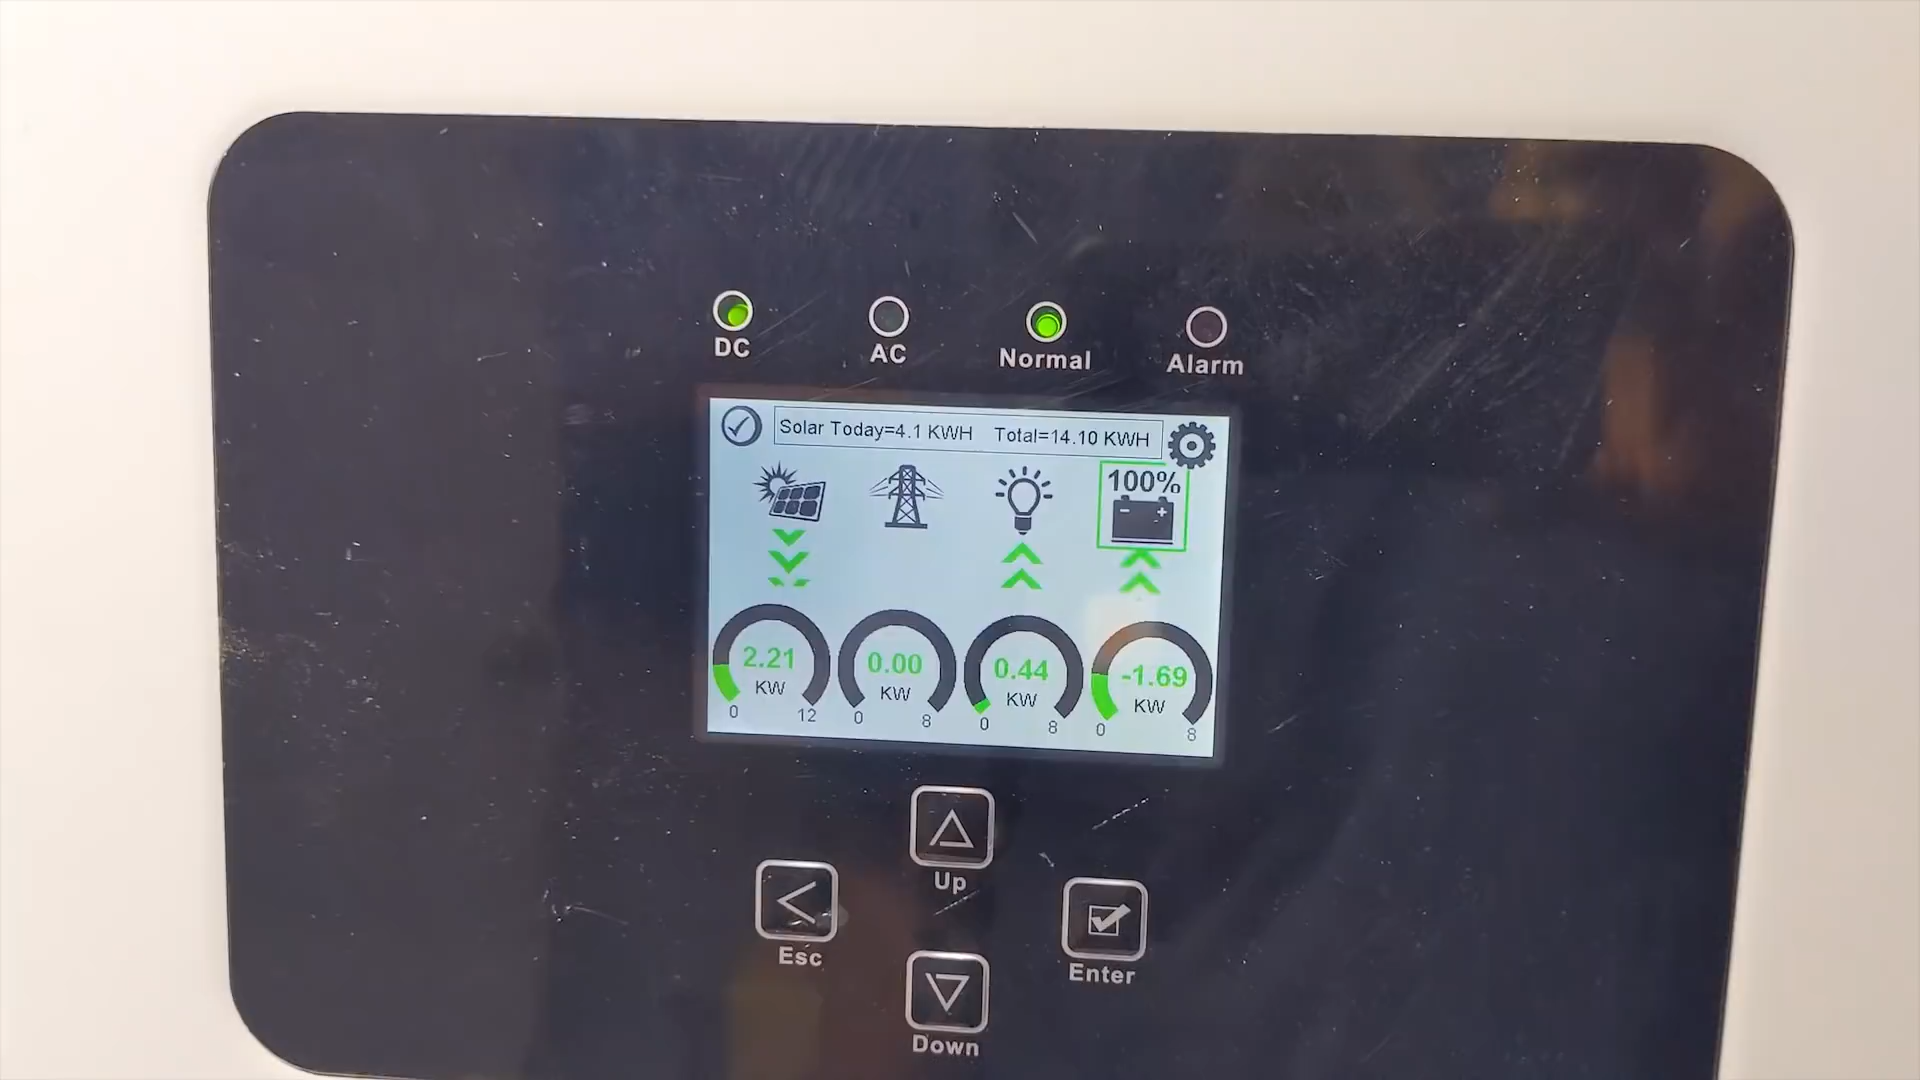 DC AC Normal Alarm
Solar Today=4.1 KWH Total=14.10 KWH
100%
2.21 0.00 0.44 -1.69
KW KW KW KW
0 12 0 8 0 8 0 8
Up
Esc Enter
Down